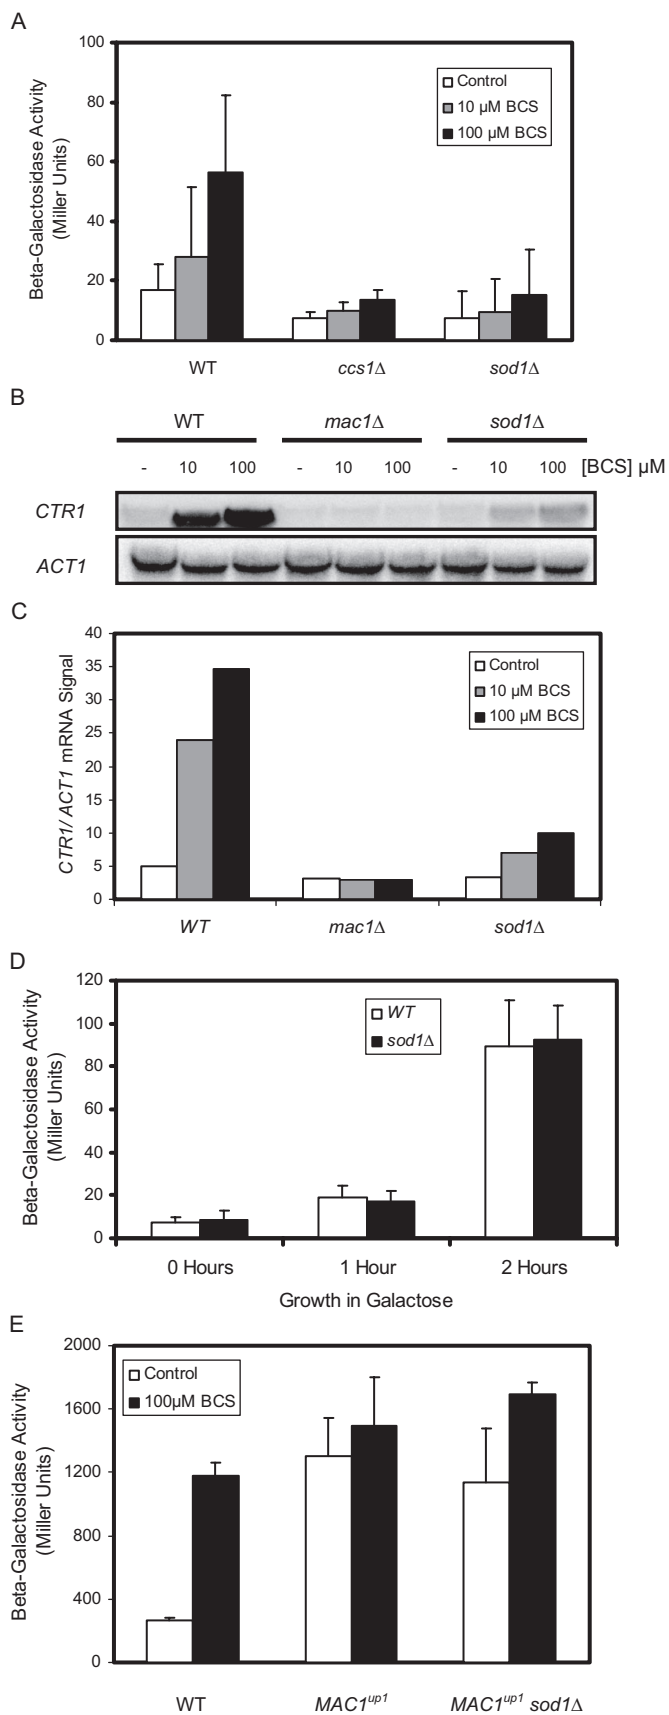 A
Beta-Galactosidase Activity
(Miller Units)
100
80
60
40
20
0
Control
10 µM BCS
100 µM BCS
WT
ccs1Δ
sod1Δ
B
WT
mac1Δ
sod1Δ
- 10 100 - 10 100 - 10 100 [BCS] µM
CTR1
ACT1
C
CTR1/ ACT1 mRNA Signal
40
35
30
25
20
15
10
5
0
Control
10 µM BCS
100 µM BCS
WT
mac1Δ
sod1Δ
D
Beta-Galactosidase Activity
(Miller Units)
120
100
80
60
40
20
0
WT
sod1Δ
0 Hours
1 Hour
2 Hours
Growth in Galactose
E
Beta-Galactosidase Activity
(Miller Units)
2000
1600
1200
800
400
0
Control
100µM BCS
WT
MAC1up1
MAC1up1 sod1Δ